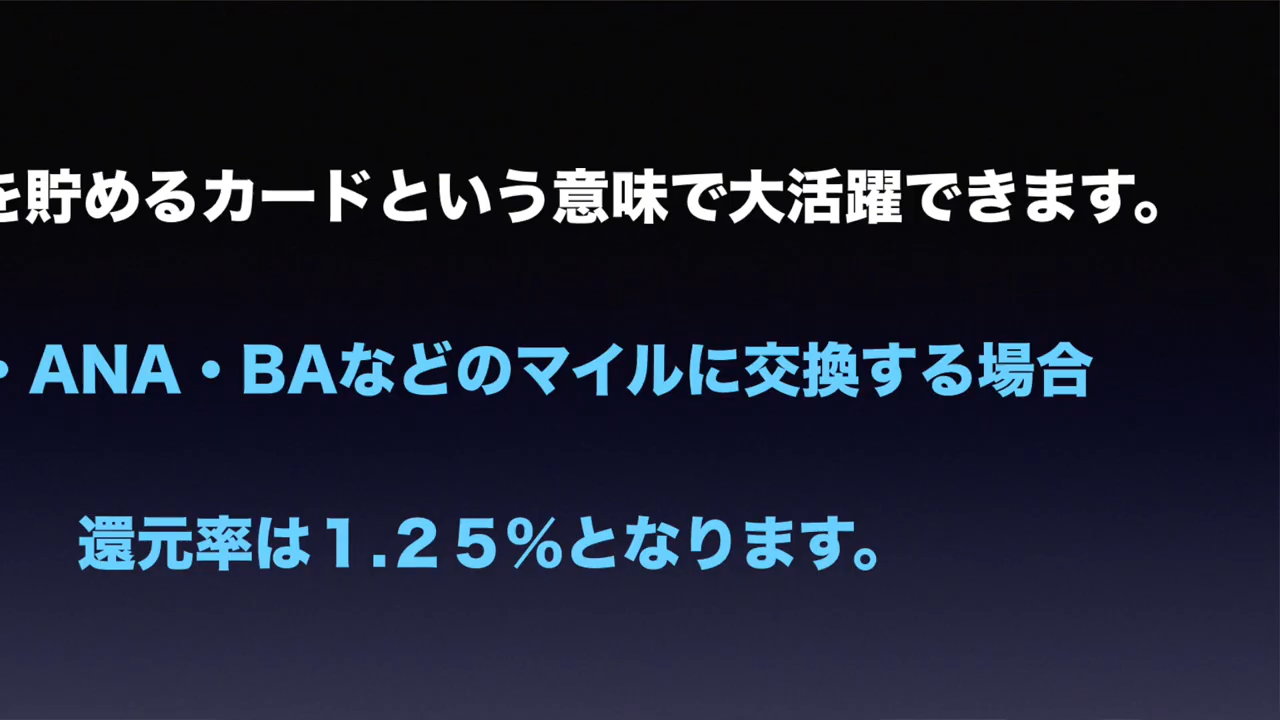 を貯めるカードという意味で大活躍できます。
・ANA・BAなどのマイルに交換する場合
還元率は１.２５％となります。